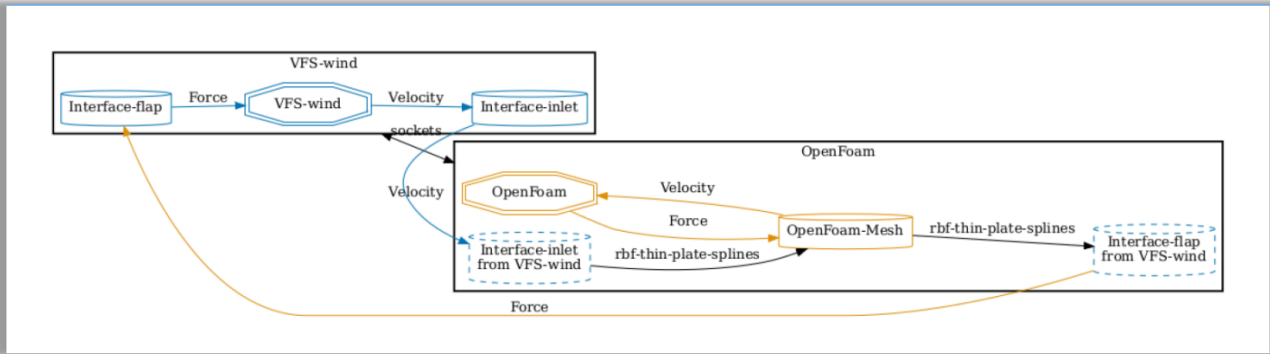 VFS-wind
Interface-flap
Force
VFS-wind
Velocity
Interface-inlet
sockets
OpenFoam
Velocity
OpenFoam
Velocity
Force
OpenFoam-Mesh
rbf-thin-plate-splines
Interface-flap
from VFS-wind
Interface-inlet
from VFS-wind
rbf-thin-plate-splines
Force